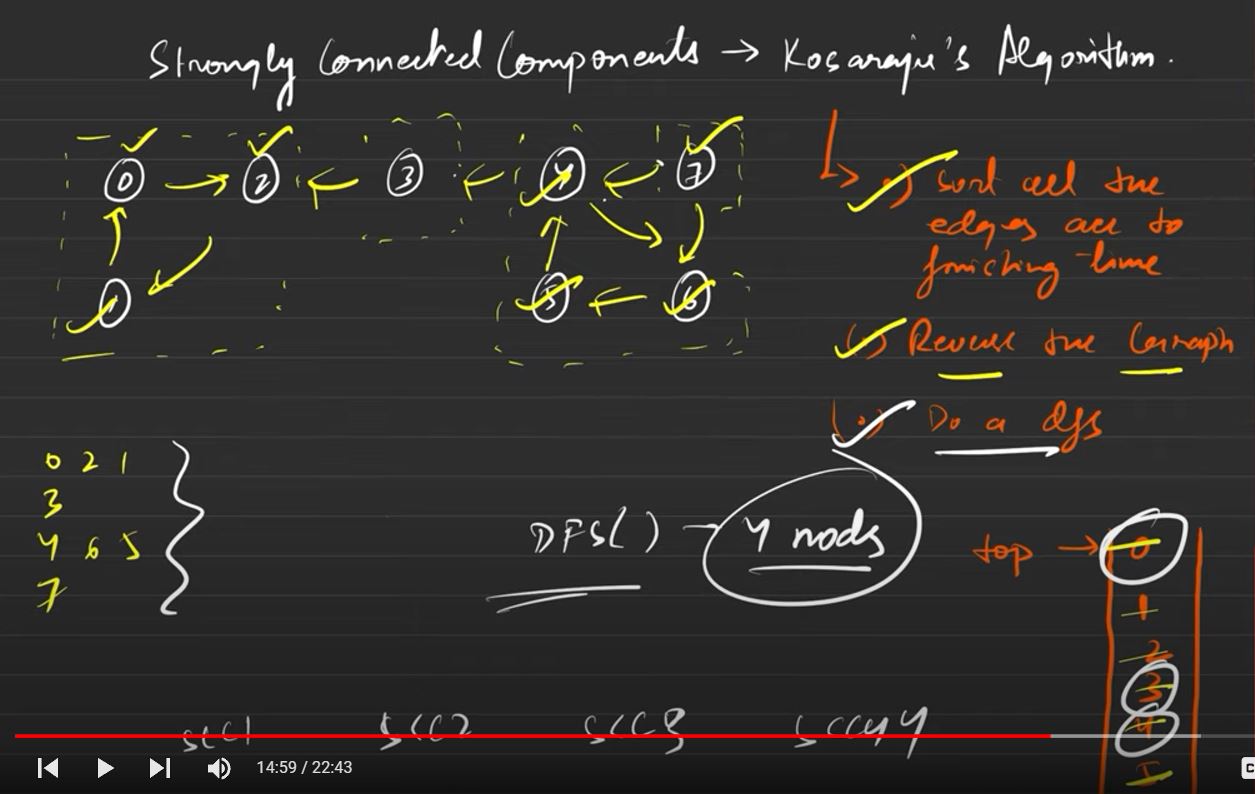 Strongly Connected Components → Kosaraju's Algorithm.
0 → 2 ← 3 ← 4 ← 7
1 5 ← 6
(.) Sort all the
edges acc to
finishing time
(.) Reverse the Graph
(.) Do a dfs
0 2 1
3
4 6 5
7
DFS( ) - 4 nods
top → 0
1
2
3
4
5
SCC1 SCC2 SCC3 SCC4 4
14:59 / 22:43